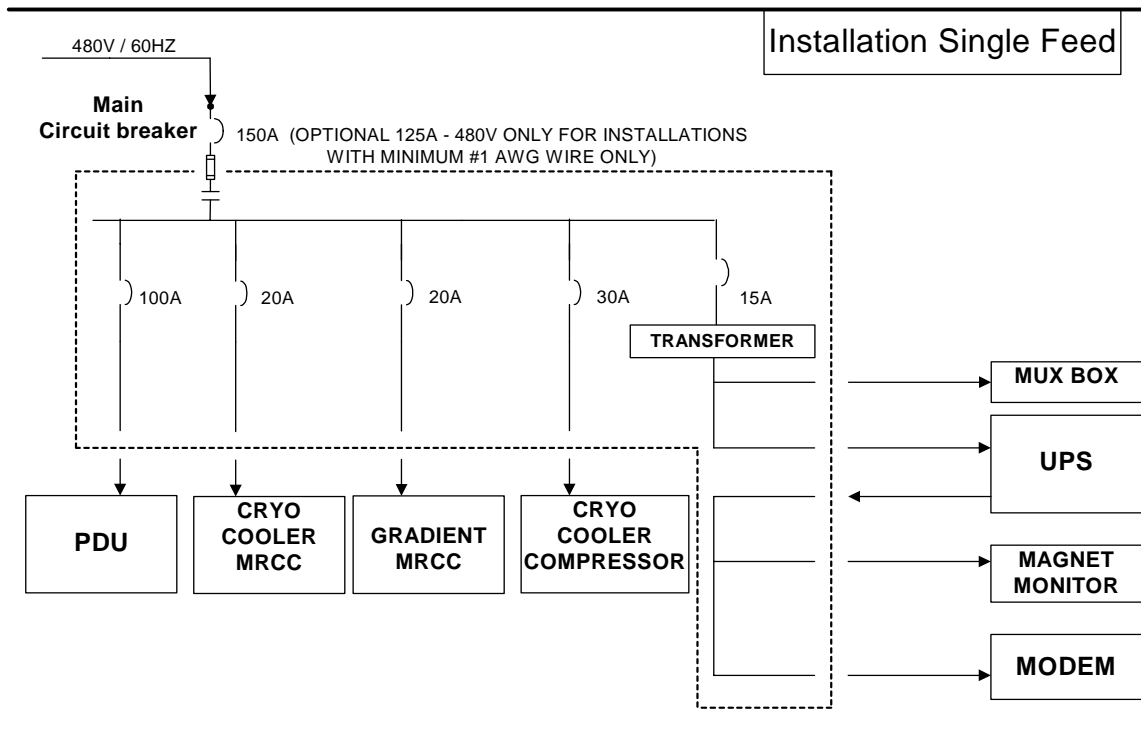 Installation Single Feed
480V / 60HZ
Main
Circuit breaker
150A (OPTIONAL 125A - 480V ONLY FOR INSTALLATIONS
WITH MINIMUM #1 AWG WIRE ONLY)
100A
20A
20A
30A
15A
TRANSFORMER
MUX BOX
UPS
PDU
CRYO
COOLER
MRCC
GRADIENT
MRCC
CRYO
COOLER
COMPRESSOR
MAGNET
MONITOR
MODEM